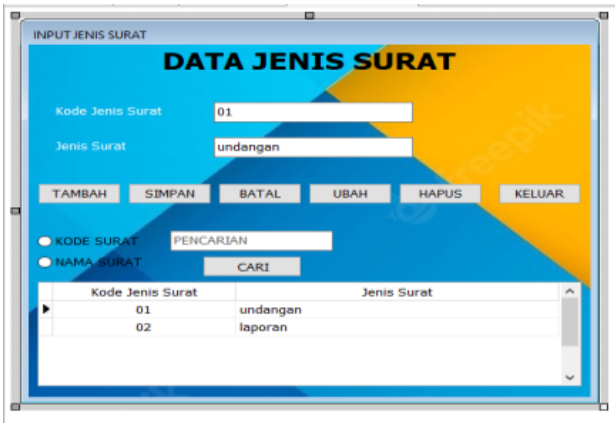 INPUT JENIS SURAT
DATA JENIS SURAT
Kode Jenis Surat 01
Jenis Surat undangan
TAMBAH SIMPAN BATAL UBAH HAPUS KELUAR
KODE SURAT PENCARIAN
NAMA SURAT CARI
Kode Jenis Surat Jenis Surat
01 undangan
02 laporan
freepik